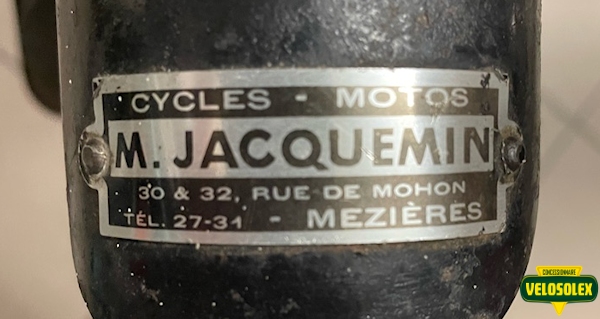 CYCLES - MOTOS
M. JACQUEMIN
30 & 32, RUE DE MOHON
TÉL. 27-31 - MEZIÈRES
CONCESSIONNAIRE
VELOSOLEX